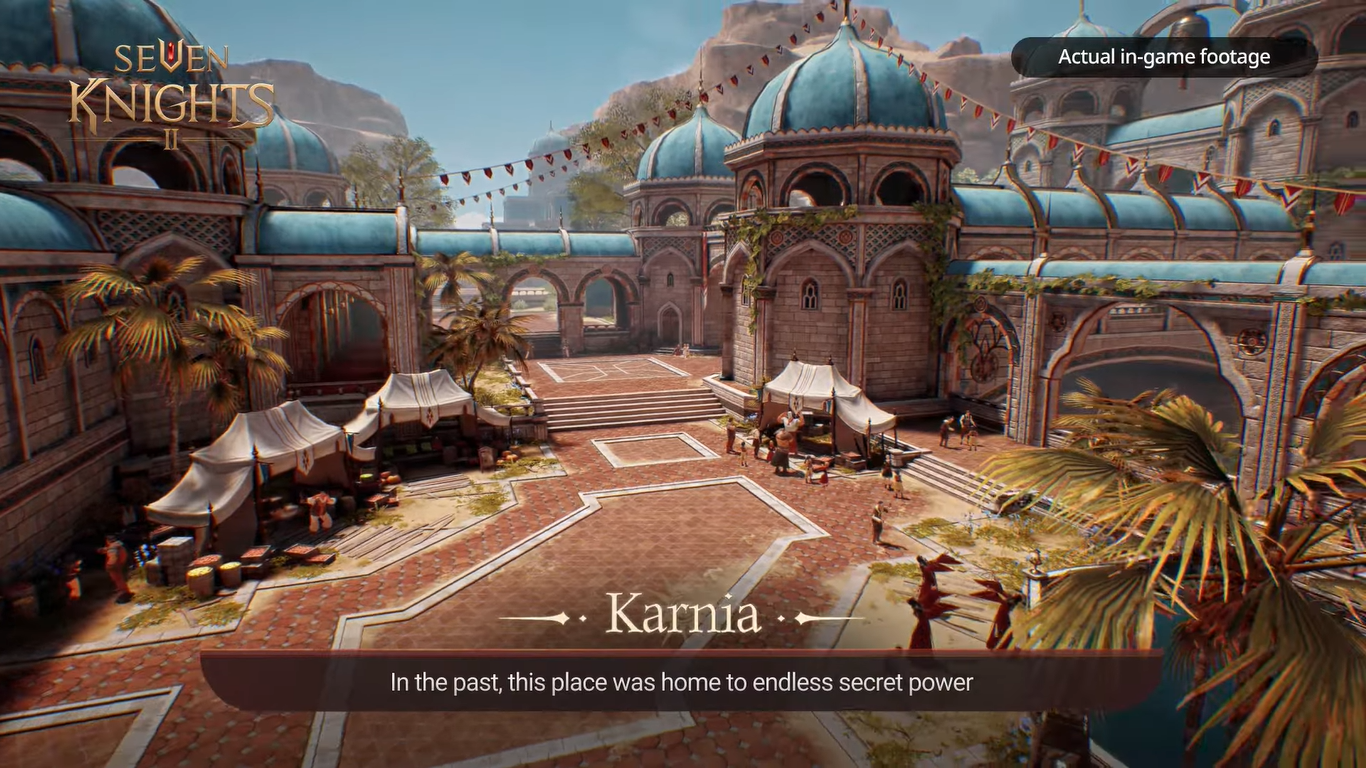 SEVEN
KNIGHTS
II
Actual in-game footage
Karnia
In the past, this place was home to endless secret power